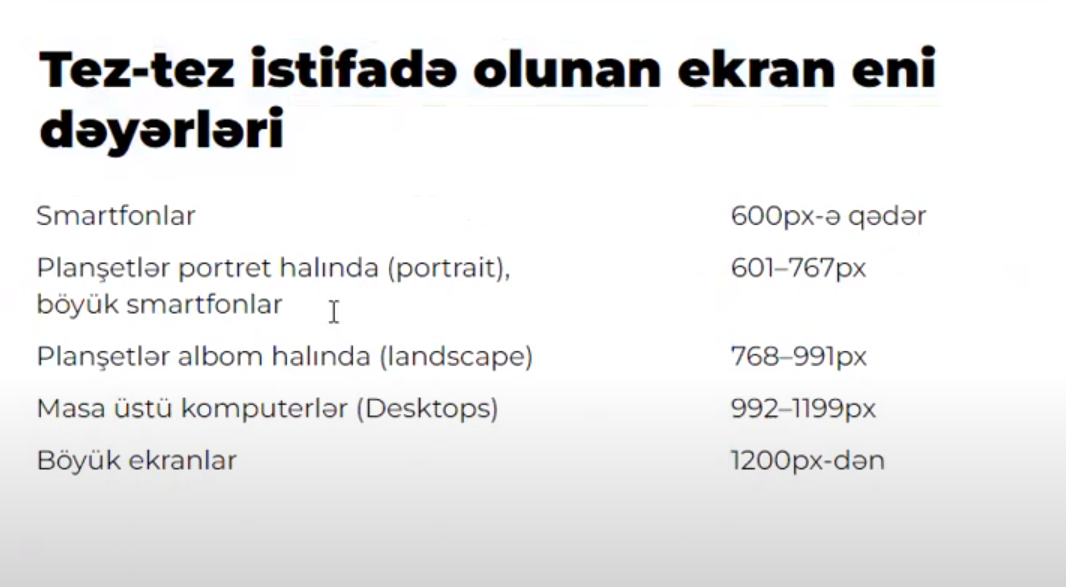 Tez-tez istifadə olunan ekran eni
dəyərləri
Smartfonlar 600px-ə qədər
Planşetlər portret halında (portrait), 601–767px
böyük smartfonlar
Planşetlər albom halında (landscape) 768–991px
Masa üstü komputerlər (Desktops) 992–1199px
Böyük ekranlar 1200px-dən